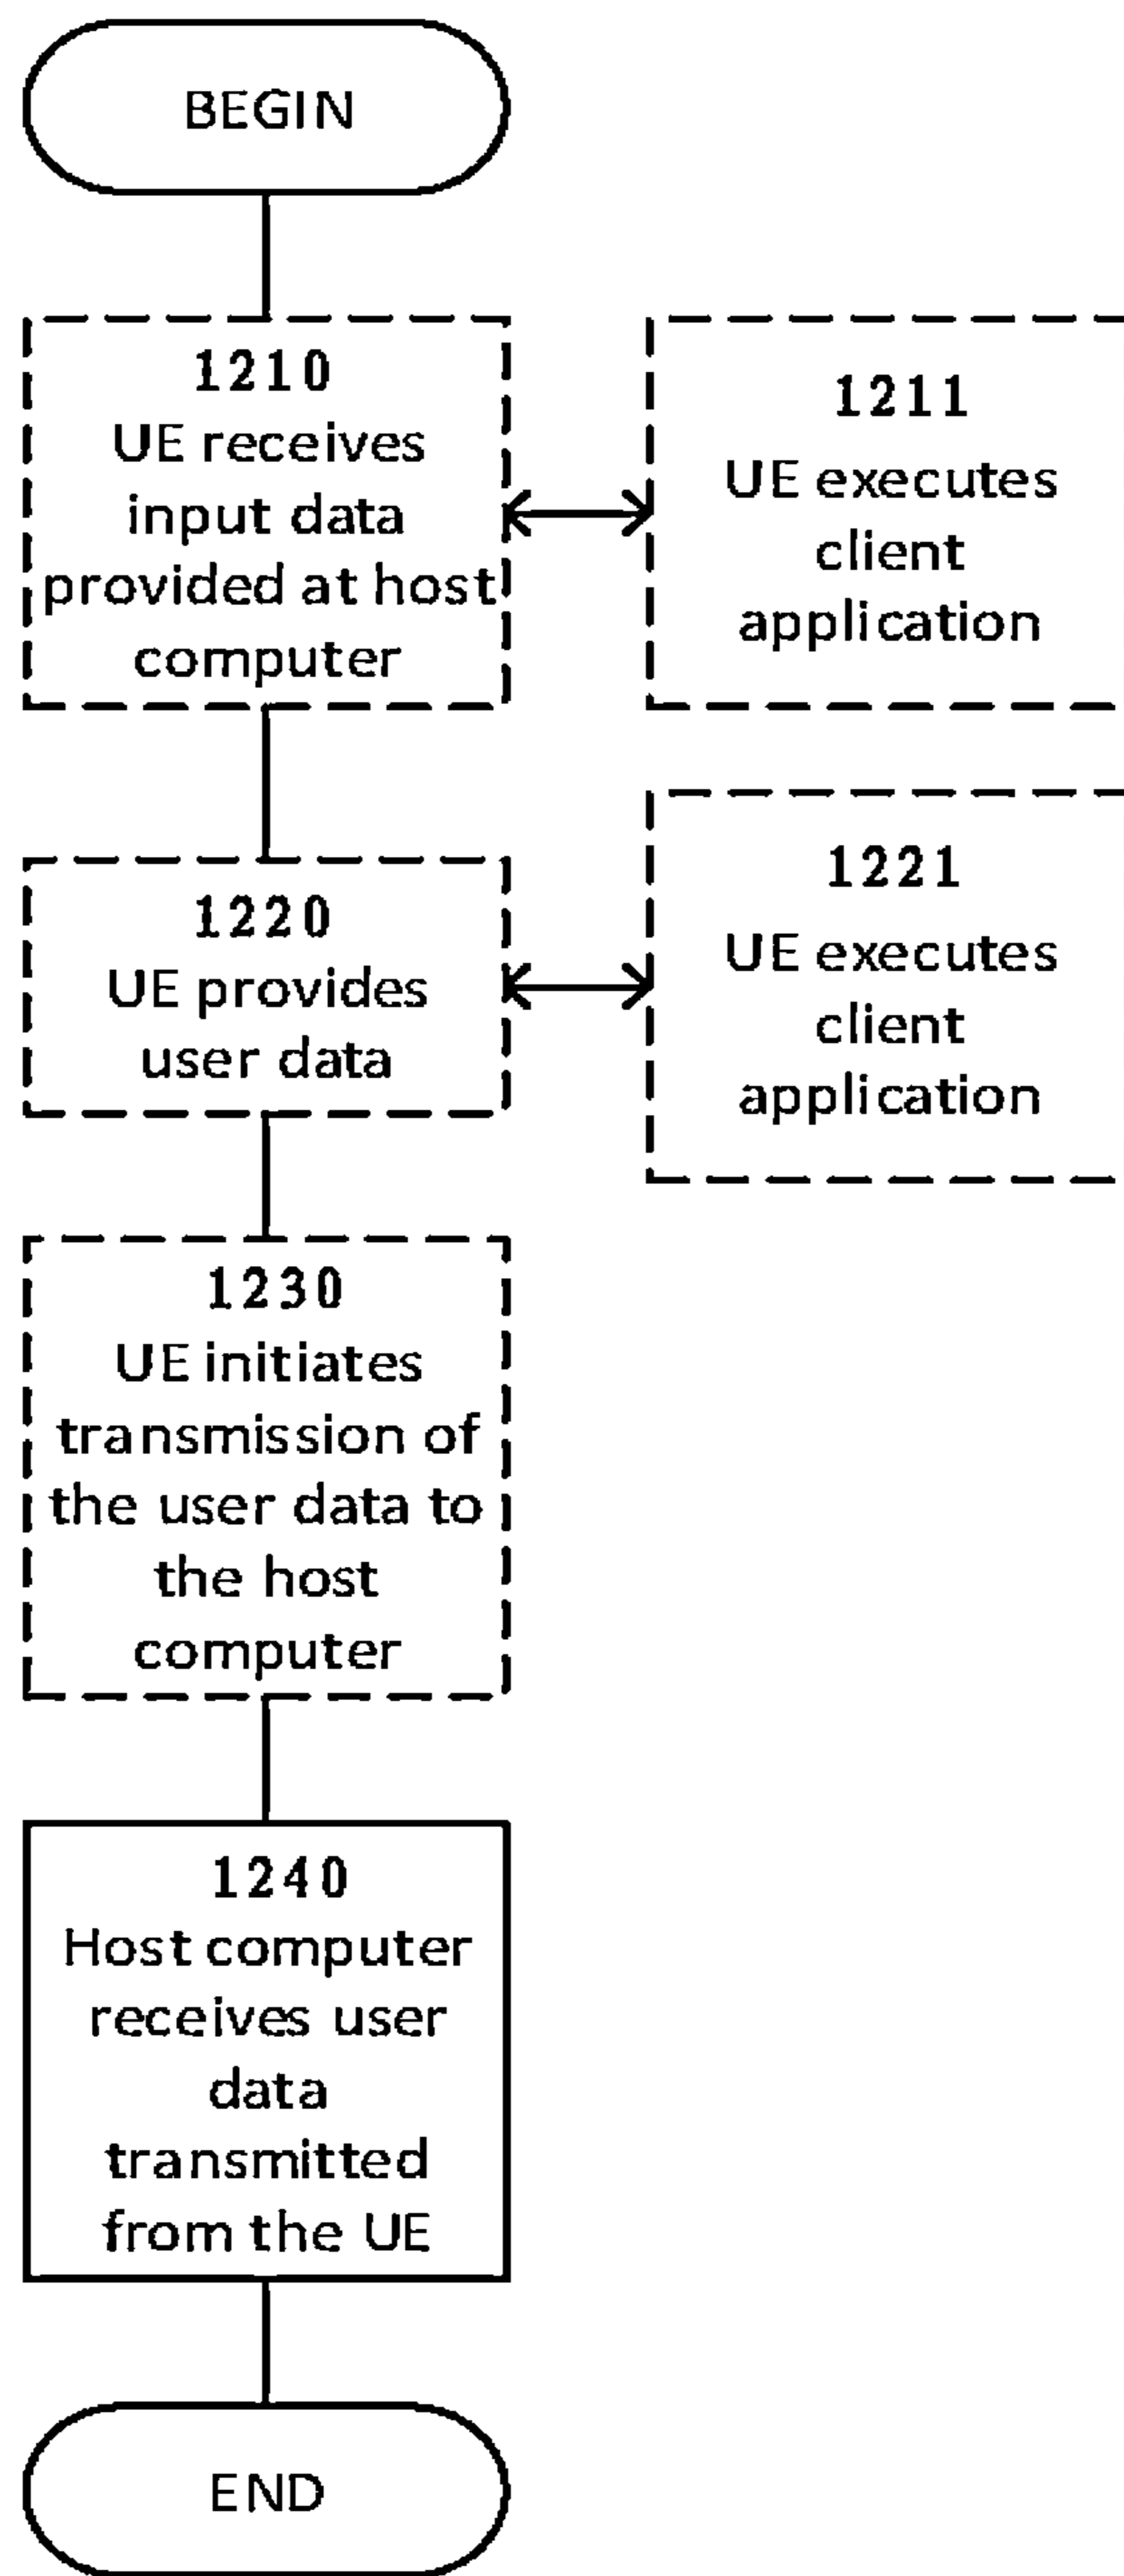 BEGIN
1210
UE receives
input data
provided at host
computer
1211
UE executes
client
application
1220
UE provides
user data
1221
UE executes
client
application
1230
UE initiates
transmission of
the user data to
the host
computer
1240
Host computer
receives user
data
transmitted
from the UE
END